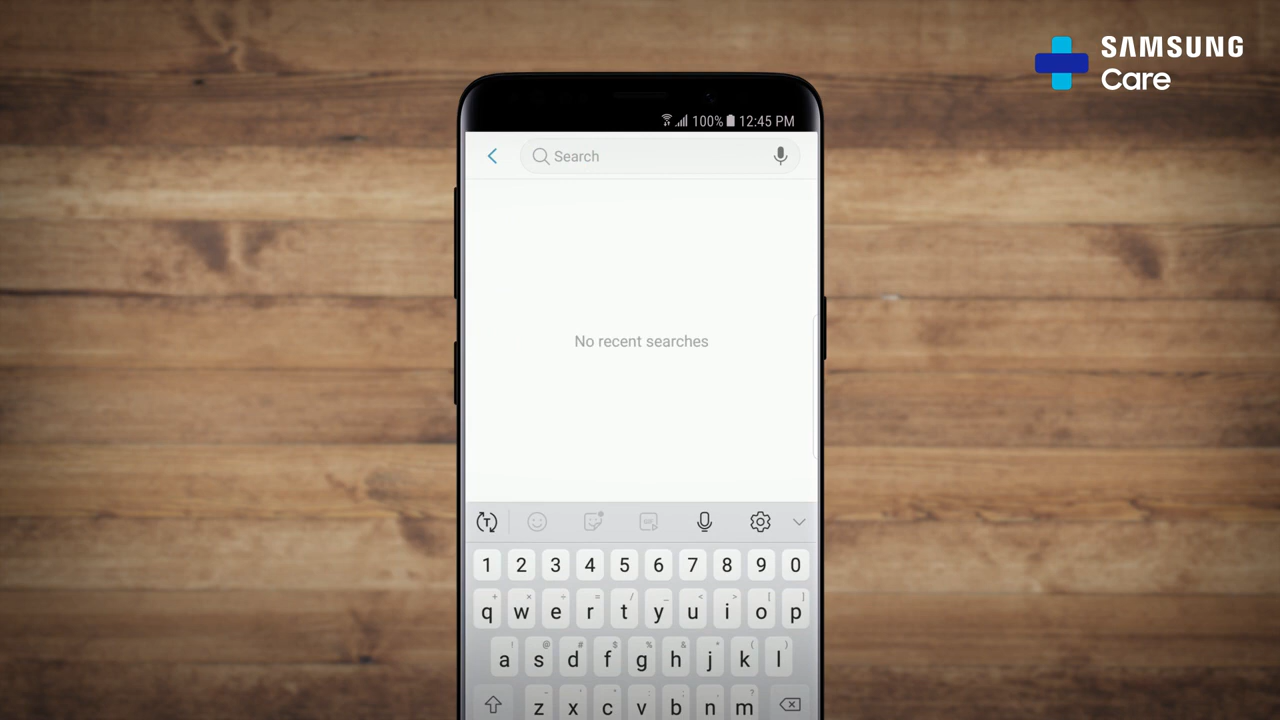 SAMSUNG
Care
100% 12:45 PM
Search
No recent searches
T
1 2 3 4 5 6 7 8 9 0
+ × ÷ = / _ < > [ ]
q w e r t y u i o p
! @ # $ % & * ( )
a s d f g h j k l
- ' " : ; , ?
z x c v b n m